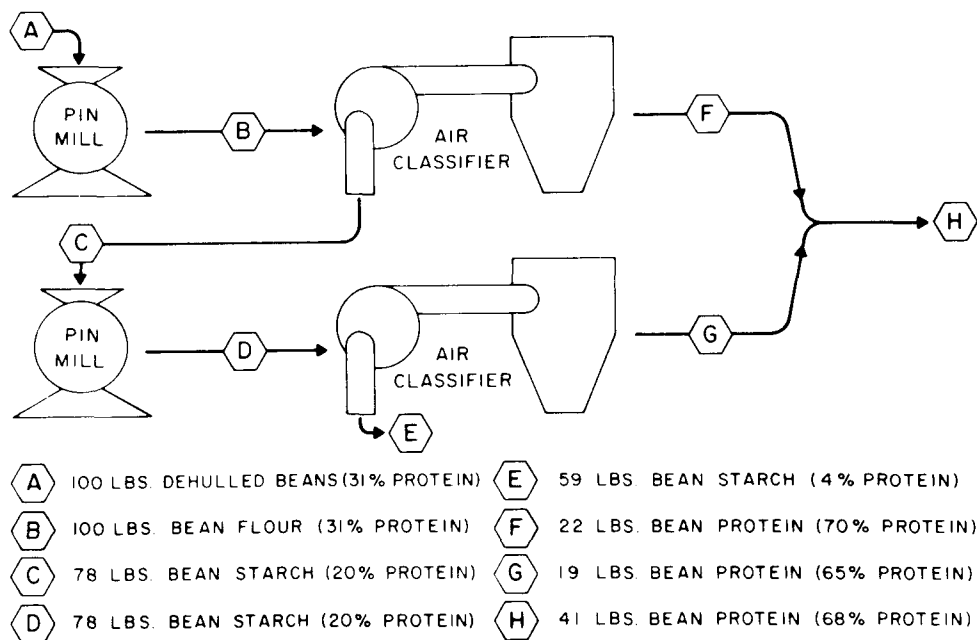 A
PIN
MILL
B
AIR
CLASSIFIER
F
C
H
PIN
MILL
D
AIR
CLASSIFIER
G
E
A 100 LBS. DEHULLED BEANS (31% PROTEIN)
B 100 LBS. BEAN FLOUR (31% PROTEIN)
C 78 LBS. BEAN STARCH (20% PROTEIN)
D 78 LBS. BEAN STARCH (20% PROTEIN)
E 59 LBS. BEAN STARCH (4% PROTEIN)
F 22 LBS. BEAN PROTEIN (70% PROTEIN)
G 19 LBS. BEAN PROTEIN (65% PROTEIN)
H 41 LBS. BEAN PROTEIN (68% PROTEIN)